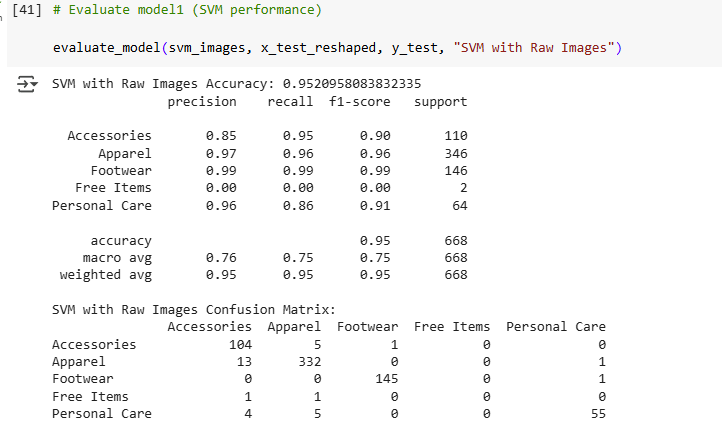 [41] # Evaluate model1 (SVM performance)
evaluate_model(svm_images, x_test_reshaped, y_test, "SVM with Raw Images")
SVM with Raw Images Accuracy: 0.9520958083832335
precision recall f1-score support
Accessories 0.85 0.95 0.90 110
Apparel 0.97 0.96 0.96 346
Footwear 0.99 0.99 0.99 146
Free Items 0.00 0.00 0.00 2
Personal Care 0.96 0.86 0.91 64
accuracy 0.95 668
macro avg 0.76 0.75 0.75 668
weighted avg 0.95 0.95 0.95 668
SVM with Raw Images Confusion Matrix:
Accessories Apparel Footwear Free Items Personal Care
Accessories 104 5 1 0 0
Apparel 13 332 0 0 1
Footwear 0 0 145 0 1
Free Items 1 1 0 0 0
Personal Care 4 5 0 0 55